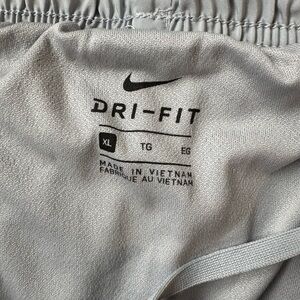 DRI-FIT
XL TG EG
MADE IN VIETNAM
FABRIQUÉ AU VIETNAM